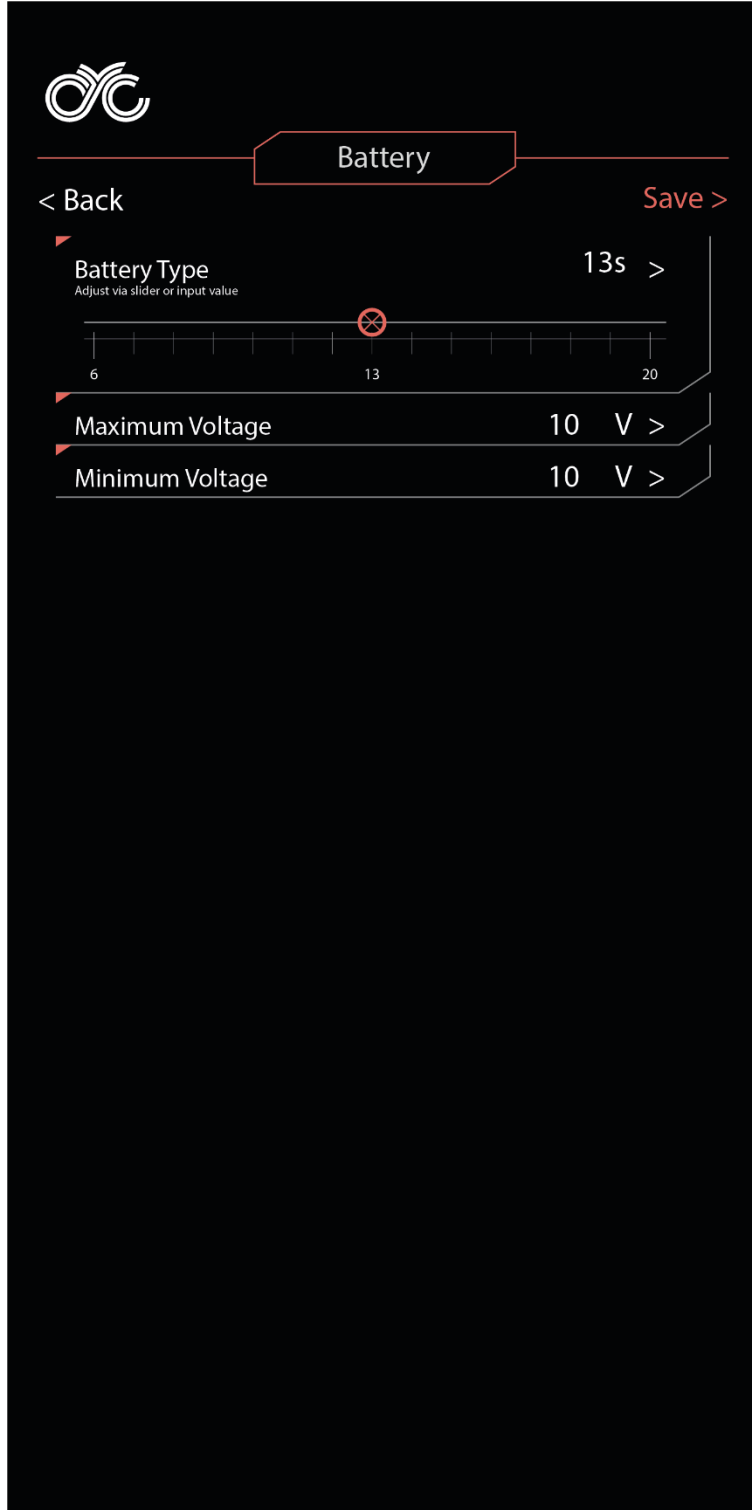 CYC
Battery
< Back
Save >
Battery Type
13s >
Adjust via slider or input value
6 13 20
Maximum Voltage 10 V >
Minimum Voltage 10 V >